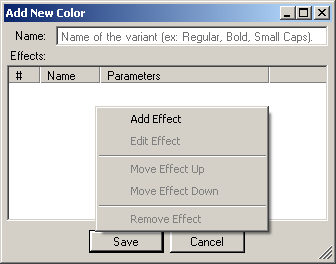 Add New Color
Name: Name of the variant (ex: Regular, Bold, Small Caps).
Effects:
# Name Parameters
Add Effect
Edit Effect
Move Effect Up
Move Effect Down
Remove Effect
Save Cancel